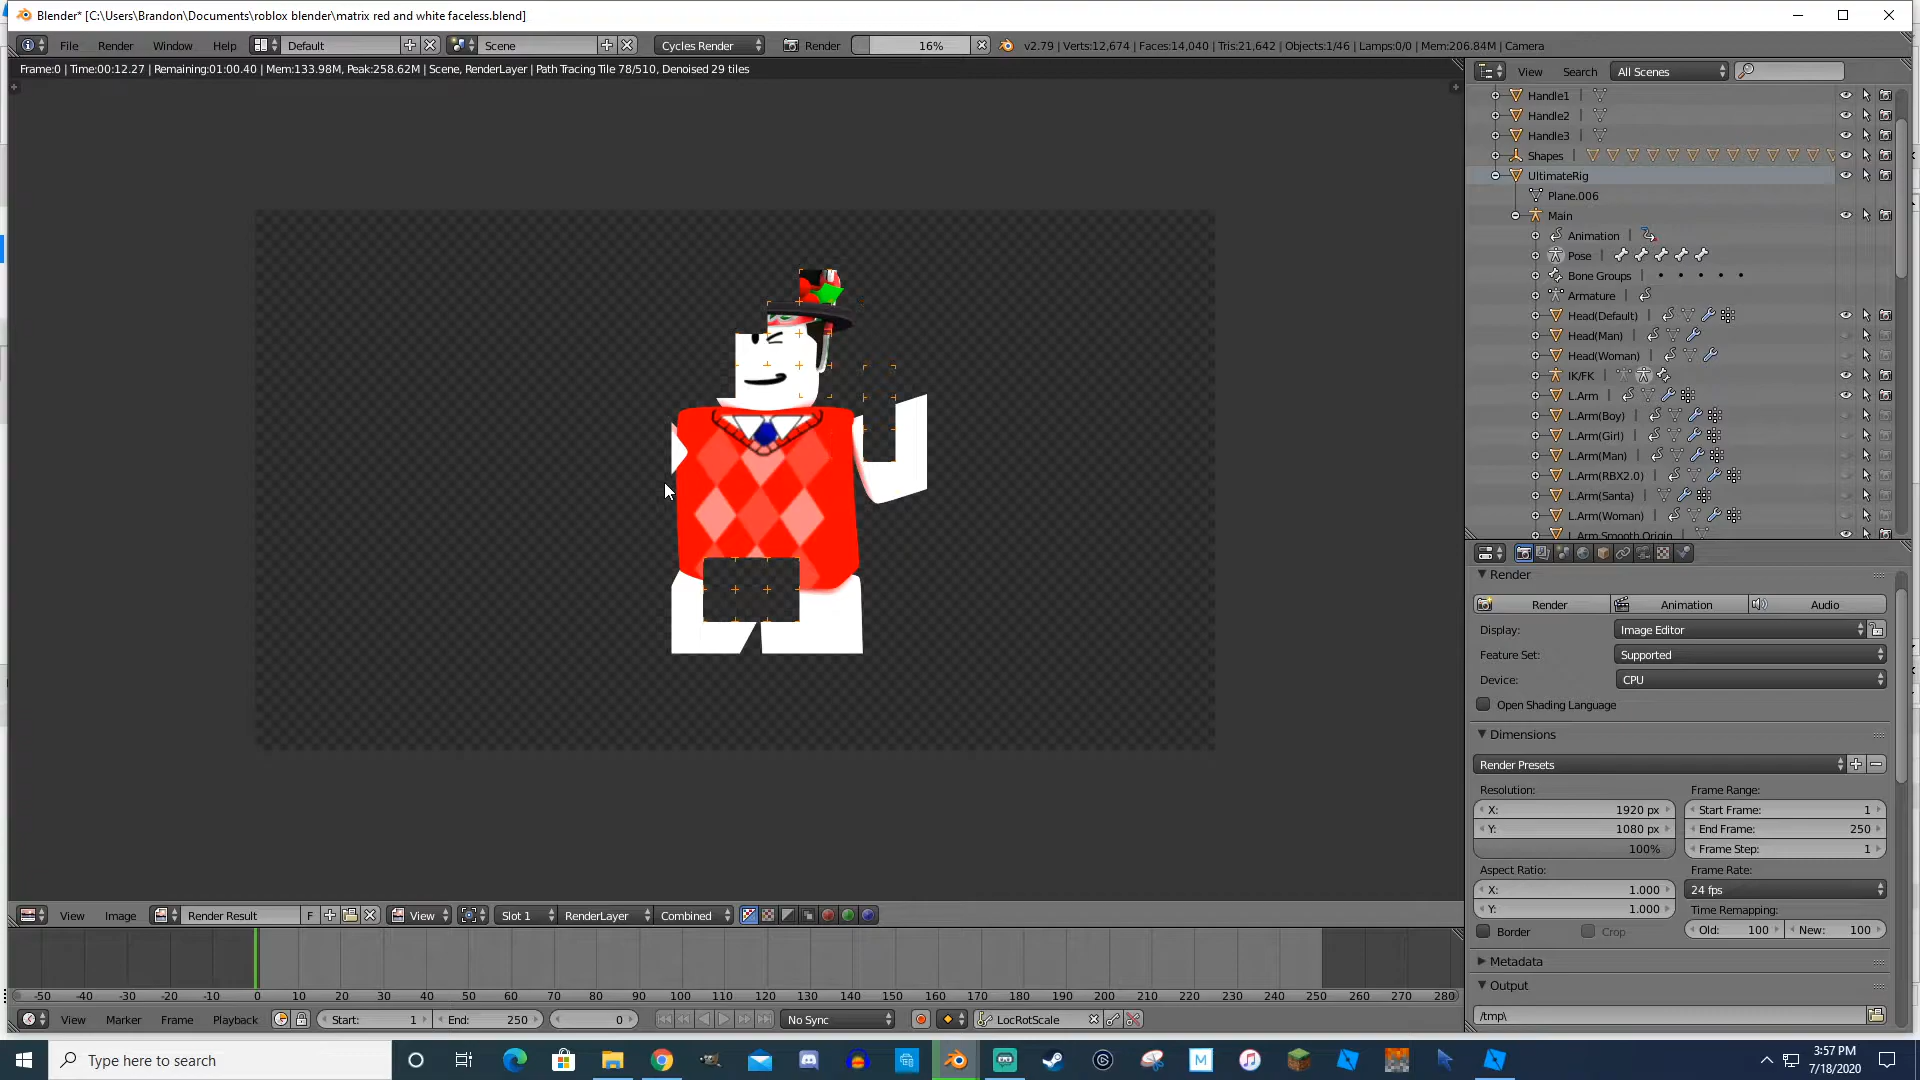 Blender* [C:\Users\Brandon\Documents\roblox blender\matrix red and white faceless.blend]
File Render Window Help Default Scene Cycles Render Render 16% v2.79 | Verts:12,674 | Faces:14,040 | Tris:21,642 | Objects:1/46 | Lamps:0/0 | Mem:206.84M | Camera
Frame:0 | Time:00:12.27 | Remaining:01:00.40 | Mem:133.98M, Peak:258.62M | Scene, RenderLayer | Path Tracing Tile 78/510, Denoised 29 tiles
View Search All Scenes
Handle1
Handle2
Handle3
Shapes
UltimateRig
Plane.006
Main
Animation
Pose
Bone Groups
Armature
Head(Default)
Head(Man)
Head(Woman)
IK/FK
L.Arm
L.Arm(Boy)
L.Arm(Girl)
L.Arm(Man)
L.Arm(RBX2.0)
L.Arm(Santa)
L.Arm(Woman)
L.Arm Smooth Origin
Render
Render Animation Audio
Display: Image Editor
Feature Set: Supported
Device: CPU
Open Shading Language
Dimensions
Render Presets
Resolution: Frame Range:
X: 1920 px Start Frame: 1
Y: 1080 px End Frame: 250
100% Frame Step: 1
Aspect Ratio: Frame Rate:
X: 1.000 24 fps
Y: 1.000 Time Remapping:
Border Crop Old: 100 New: 100
Metadata
Output
/tmp\
View Image Render Result F View Slot 1 RenderLayer Combined
-50 -40 -30 -20 -10 0 10 20 30 40 50 60 70 80 90 100 110 120 130 140 150 160 170 180 190 200 210 220 230 240 250 260 270 280
View Marker Frame Playback Start: 1 End: 250 0 No Sync LocRotScale
Type here to search
M
3:57 PM
7/18/2020